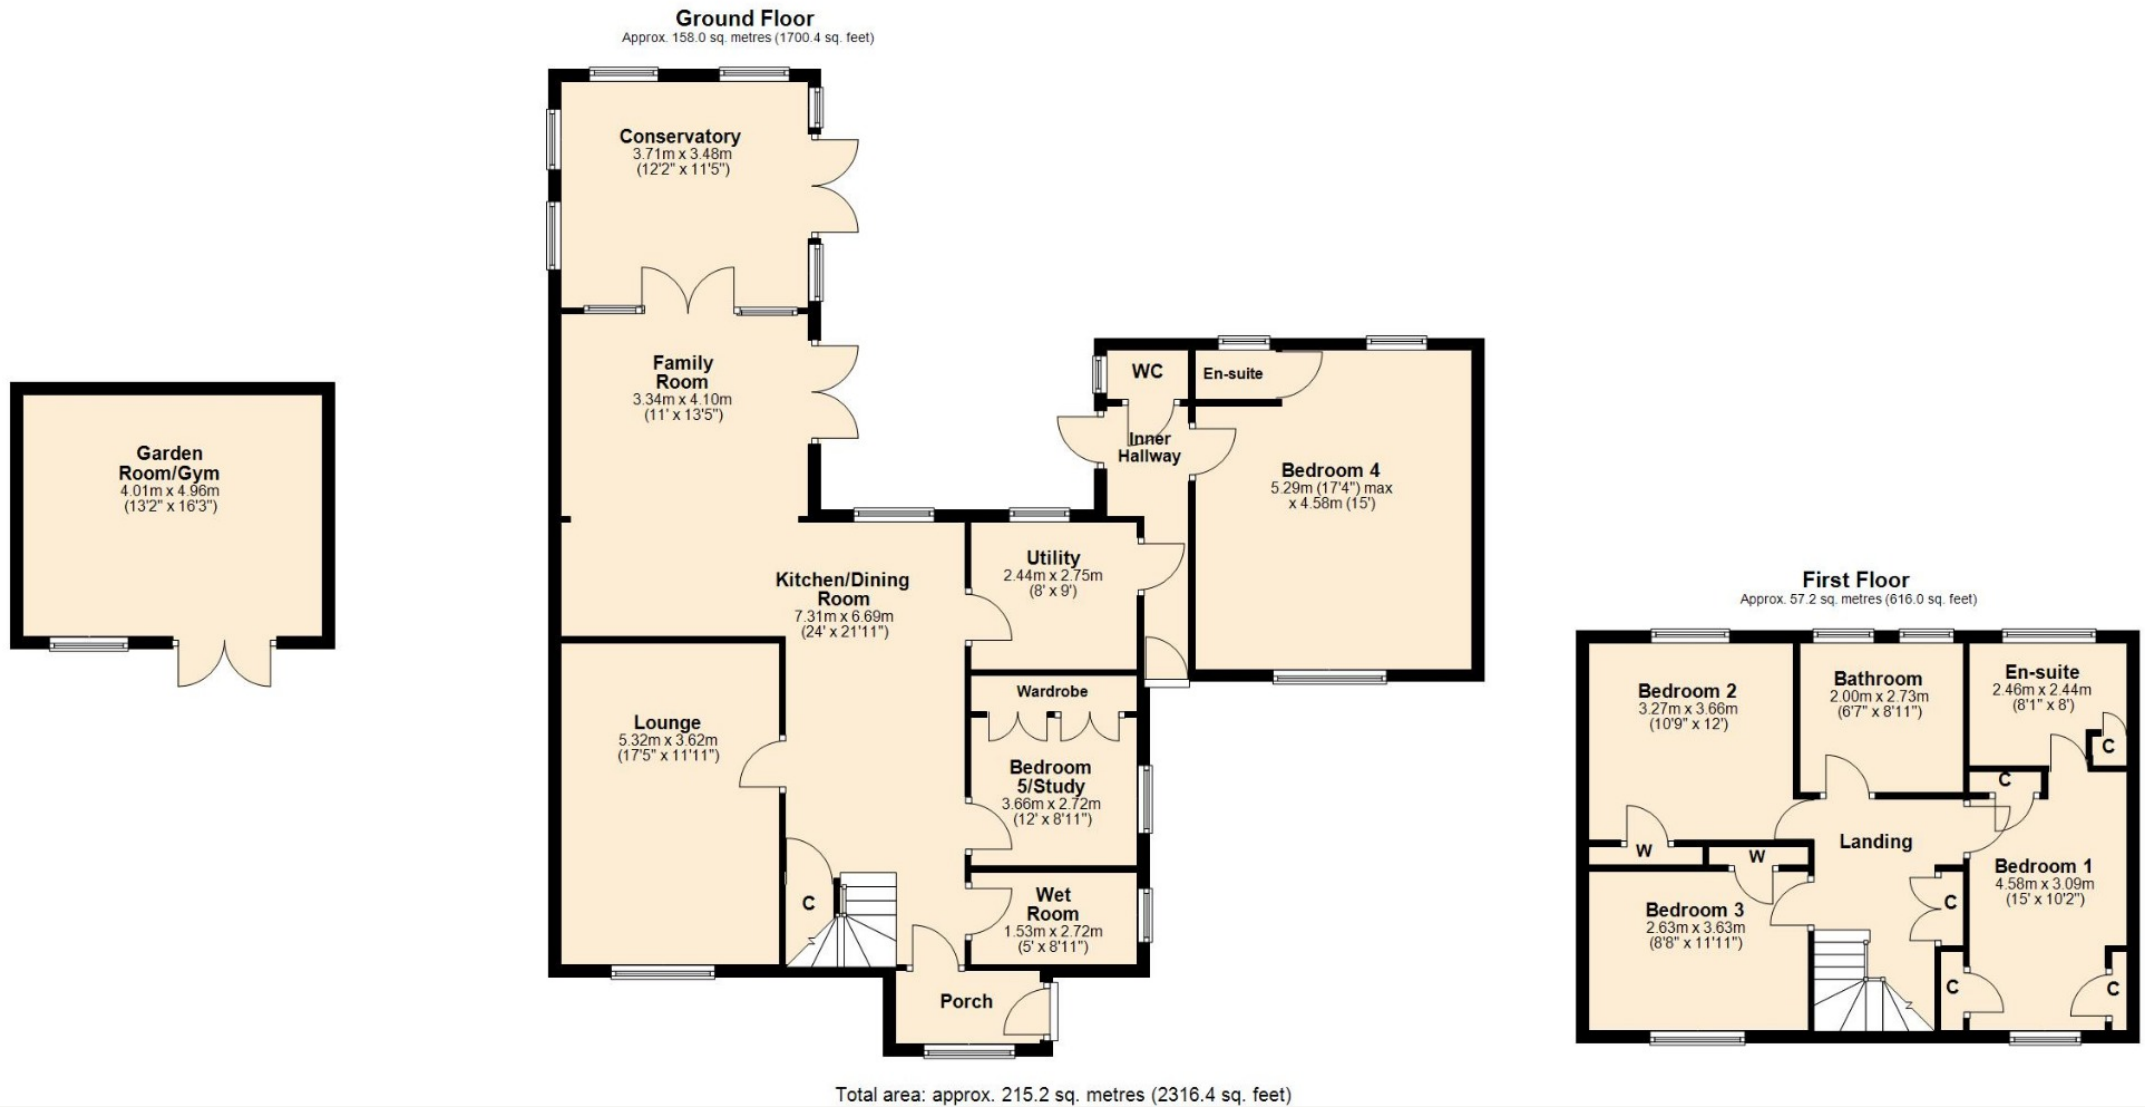 Ground Floor
Approx. 158.0 sq. metres (1700.4 sq. feet)
Conservatory
3.71m x 3.48m
(12'2" x 11'5")
Family
Room
3.34m x 4.10m
(11' x 13'5")
WC
En-suite
Inner
Hallway
Bedroom 4
5.29m (17'4") max
x 4.58m (15')
Garden
Room/Gym
4.01m x 4.96m
(13'2" x 16'3")
Kitchen/Dining
Room
7.31m x 6.69m
(24' x 21'11")
Utility
2.44m x 2.75m
(8' x 9')
Wardrobe
Lounge
5.32m x 3.62m
(17'5" x 11'11")
Bedroom
5/Study
3.66m x 2.72m
(12' x 8'11")
C
Wet
Room
1.53m x 2.72m
(5' x 8'11")
Porch
First Floor
Approx. 57.2 sq. metres (616.0 sq. feet)
Bedroom 2
3.27m x 3.66m
(10'9" x 12')
Bathroom
2.00m x 2.73m
(6'7" x 8'11")
En-suite
2.46m x 2.44m
(8'1" x 8')
C
C
W
W
Landing
Bedroom 1
4.58m x 3.09m
(15' x 10'2")
C
Bedroom 3
2.63m x 3.63m
(8'8" x 11'11")
C
C
Total area: approx. 215.2 sq. metres (2316.4 sq. feet)